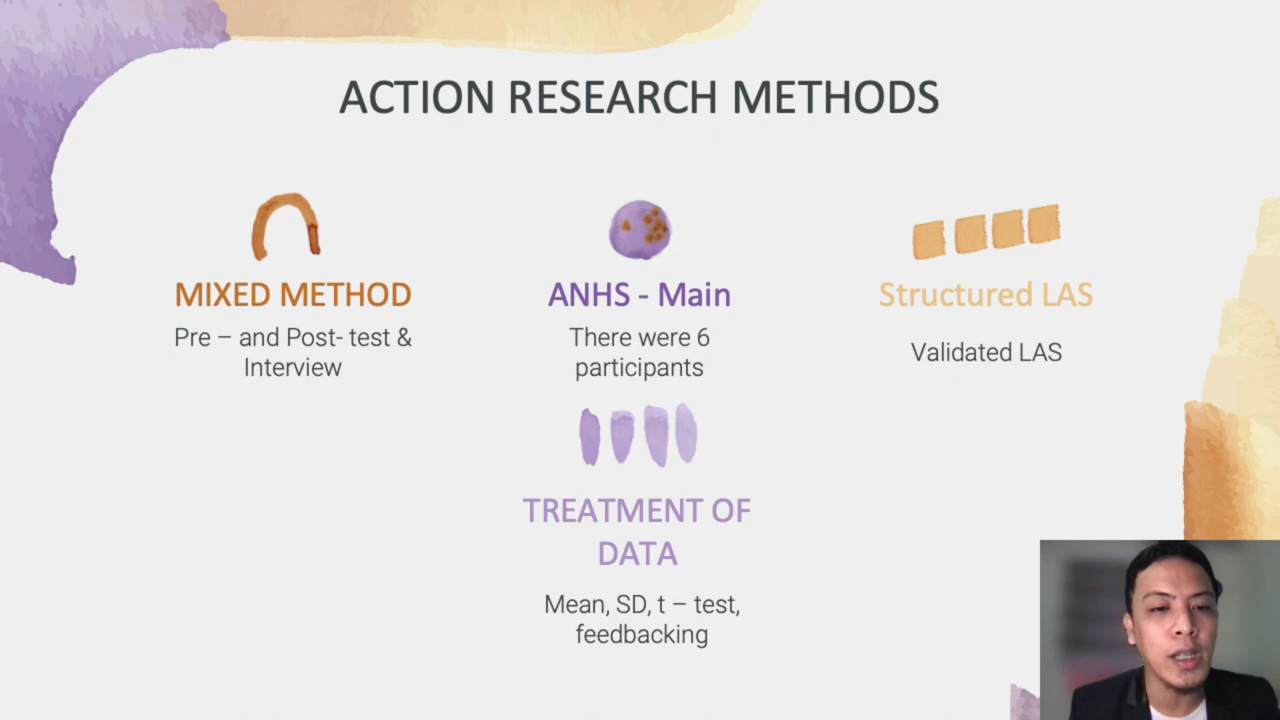 ACTION RESEARCH METHODS
MIXED METHOD
Pre – and Post- test &
Interview
ANHS - Main
There were 6
participants
Structured LAS
Validated LAS
TREATMENT OF
DATA
Mean, SD, t – test,
feedbacking